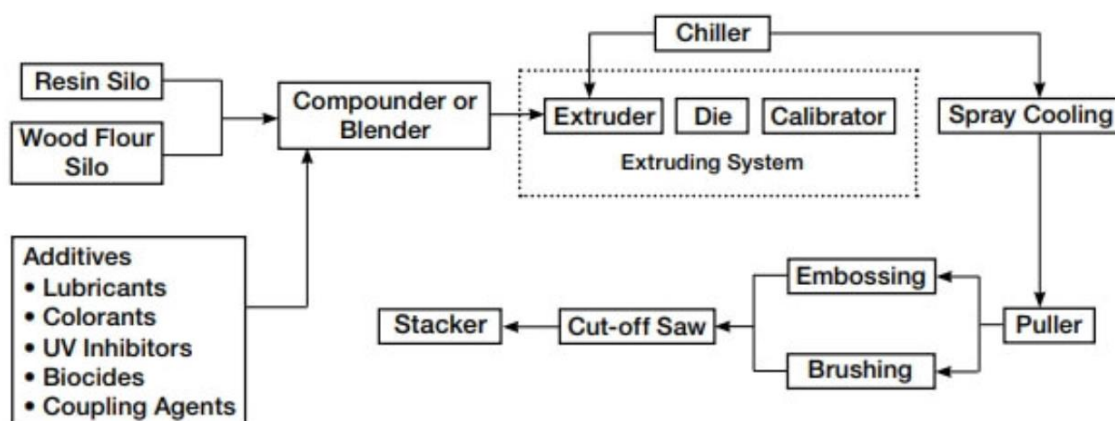 Chiller
Resin Silo
Wood Flour
Silo
Compounder or
Blender
Extruder
Die
Calibrator
Extruding System
Spray Cooling
Additives
• Lubricants
• Colorants
• UV Inhibitors
• Biocides
• Coupling Agents
Stacker
Cut-off Saw
Embossing
Brushing
Puller